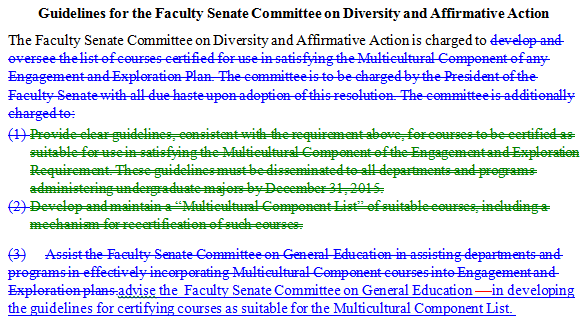 Guidelines for the Faculty Senate Committee on Diversity and Affirmative Action
The Faculty Senate Committee on Diversity and Affirmative Action is charged to develop and
oversee the list of courses certified for use in satisfying the Multicultural Component of any
Engagement and Exploration Plan. The committee is to be charged by the President of the
Faculty Senate with all due haste upon adoption of this resolution. The committee is additionally
charged to:
(1) Provide clear guidelines, consistent with the requirement above, for courses to be certified as
suitable for use in satisfying the Multicultural Component of the Engagement and Exploration
Requirement. These guidelines must be disseminated to all departments and programs
administering undergraduate majors by December 31, 2015.
(2) Develop and maintain a “Multicultural Component List” of suitable courses, including a
mechanism for recertification of such courses.
(3) Assist the Faculty Senate Committee on General Education in assisting departments and
programs in effectively incorporating Multicultural Component courses into Engagement and
Exploration plans.advise the Faculty Senate Committee on General Education —in developing
the guidelines for certifying courses as suitable for the Multicultural Component List.